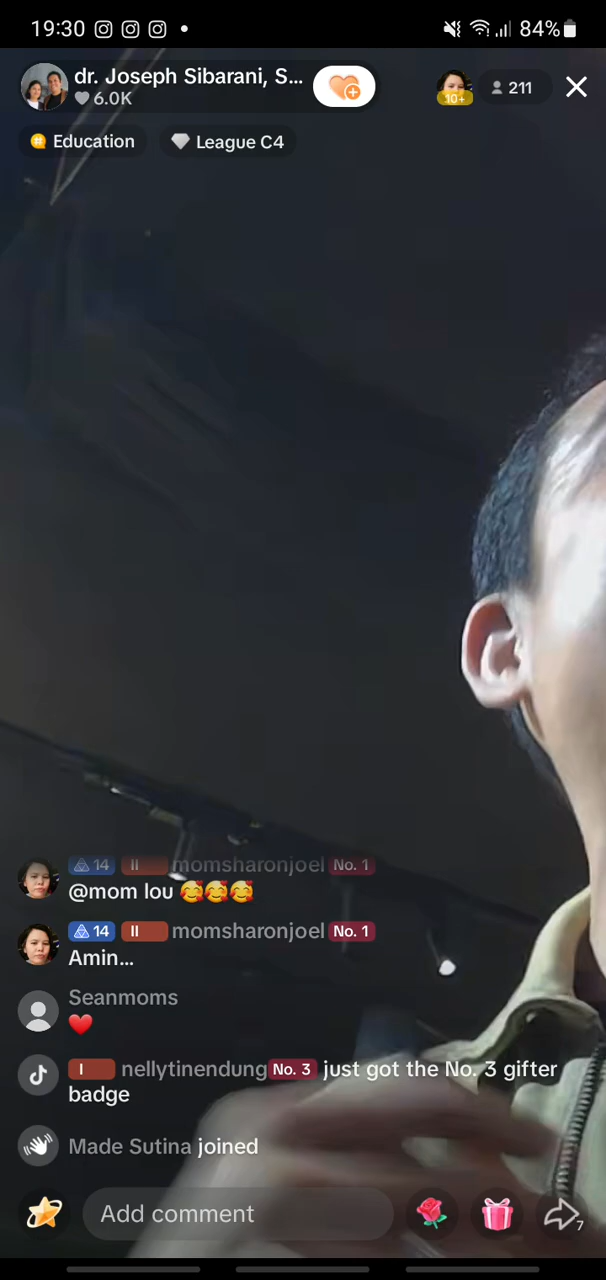 19:30
84%
dr. Joseph Sibarani, S...
6.0K
10+
211
Education
League C4
14 II momsharonjoel No. 1
@mom lou 🥰🥰🥰
14 II momsharonjoel No. 1
Amin...
Seanmoms
❤️
I nellytinendung No. 3 just got the No. 3 gifter
badge
Made Sutina joined
Add comment
7